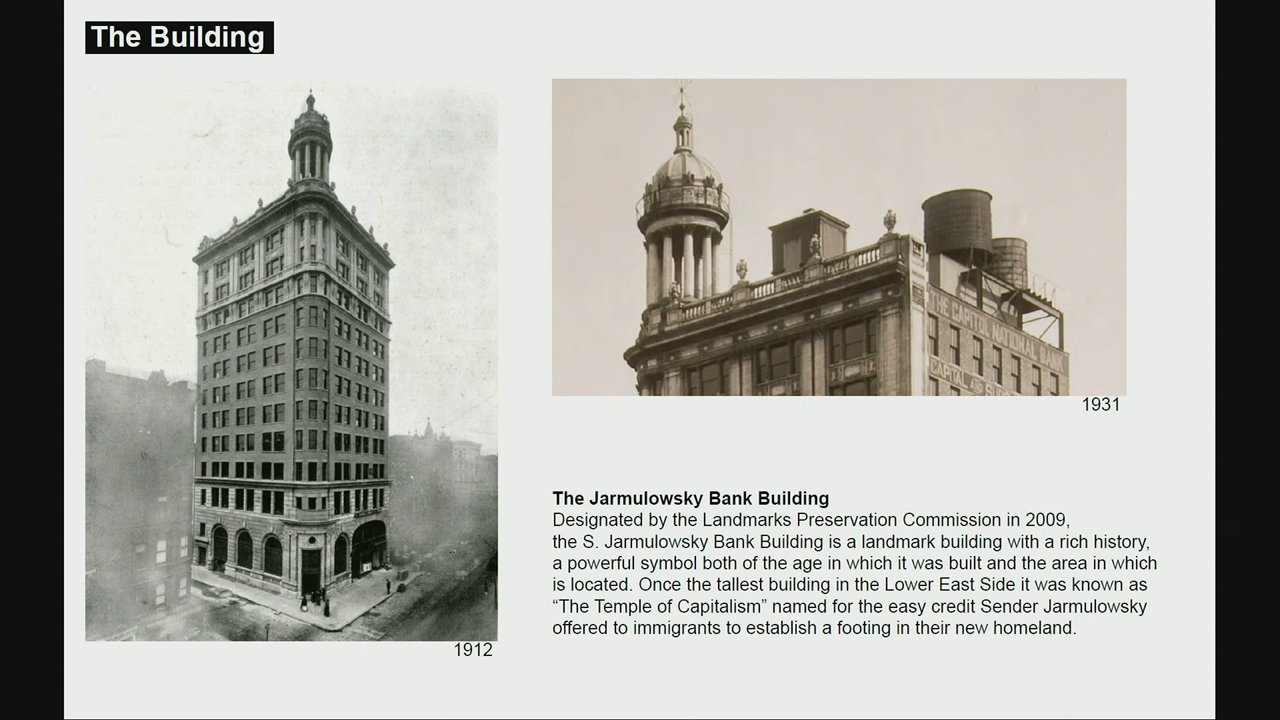 The Building
THE CAPITOL NATIONAL BANK
CAPITAL
1931
1912
The Jarmulowsky Bank Building
Designated by the Landmarks Preservation Commission in 2009,
the S. Jarmulowsky Bank Building is a landmark building with a rich history,
a powerful symbol both of the age in which it was built and the area in which
is located. Once the tallest building in the Lower East Side it was known as
“The Temple of Capitalism” named for the easy credit Sender Jarmulowsky
offered to immigrants to establish a footing in their new homeland.